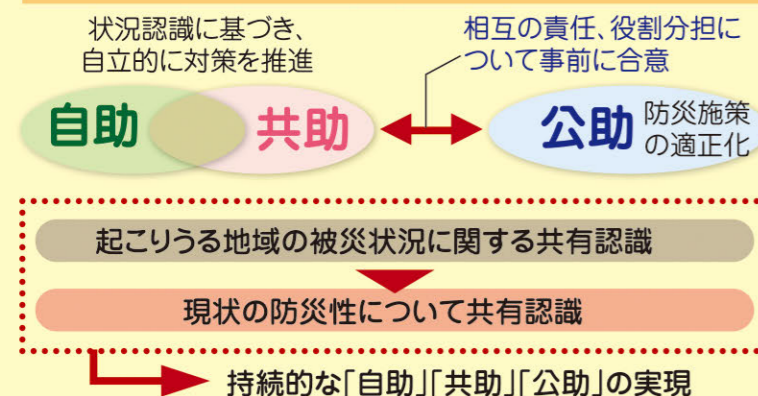 状況認識に基づき、
自立的に対策を推進
相互の責任、役割分担に
ついて事前に合意
自助
共助
公助
防災施策
の適正化
起こりうる地域の被災状況に関する共有認識
現状の防災性について共有認識
持続的な「自助」「共助」「公助」の実現